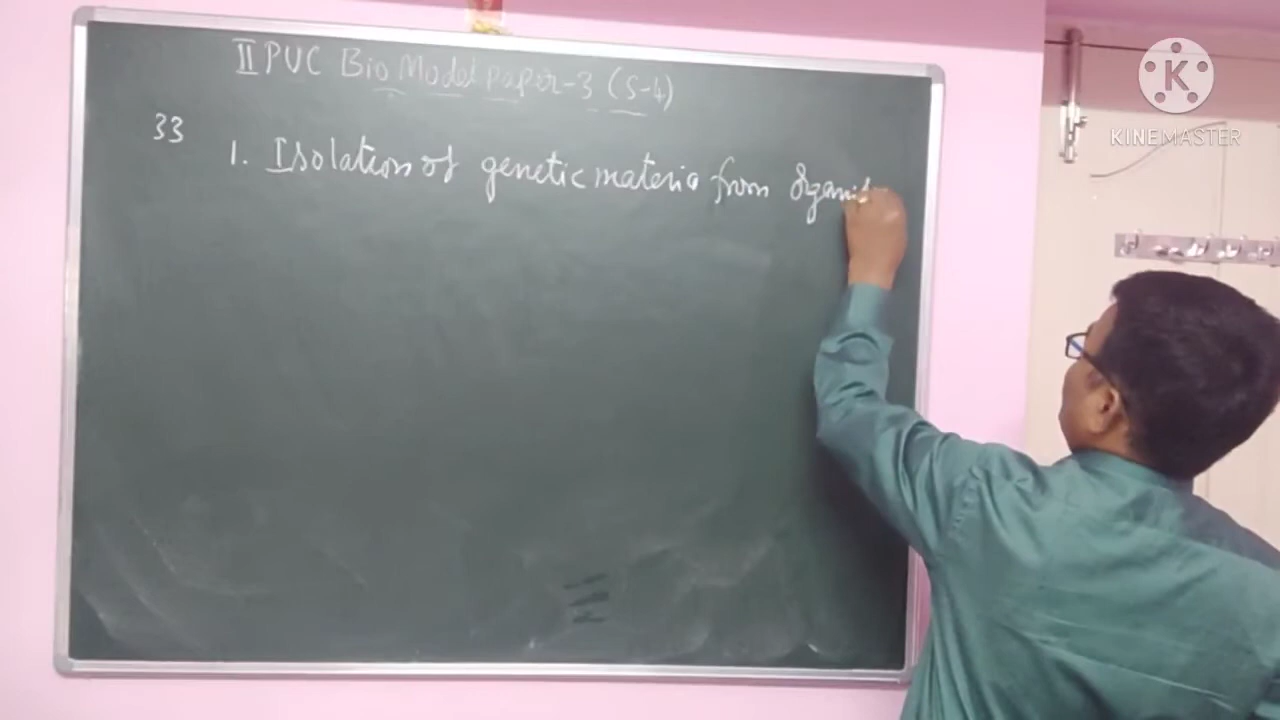 II PUC Bio Model paper-3 (S-4)
33
1. Isolation of genetic materia from
K
KINEMASTER